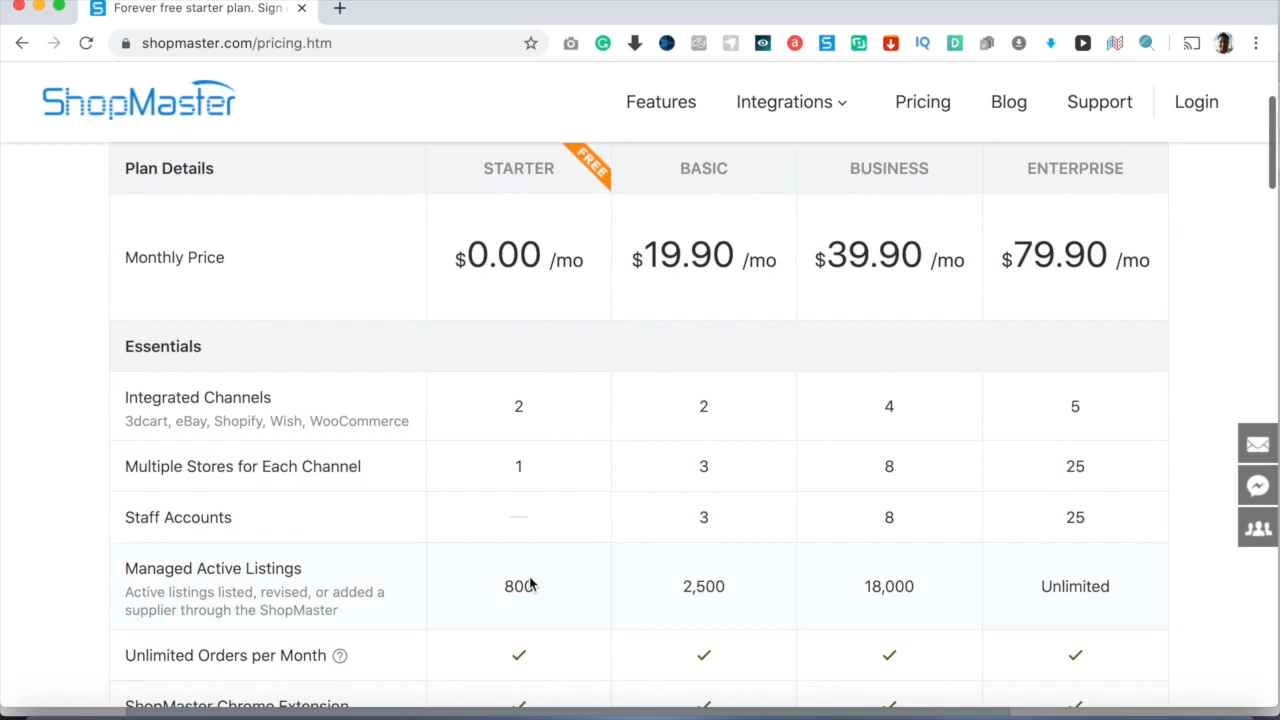 Forever free starter plan. Sign
shopmaster.com/pricing.htm
ShopMaster
Features Integrations Pricing Blog Support Login
Plan Details STARTER FREE BASIC BUSINESS ENTERPRISE
Monthly Price $0.00 /mo $19.90 /mo $39.90 /mo $79.90 /mo
Essentials
Integrated Channels 2 2 4 5
3dcart, eBay, Shopify, Wish, WooCommerce
Multiple Stores for Each Channel 1 3 8 25
Staff Accounts — 3 8 25
Managed Active Listings
Active listings listed, revised, or added a
supplier through the ShopMaster
800 2,500 18,000 Unlimited
Unlimited Orders per Month ?
ShopMaster Chrome Extension